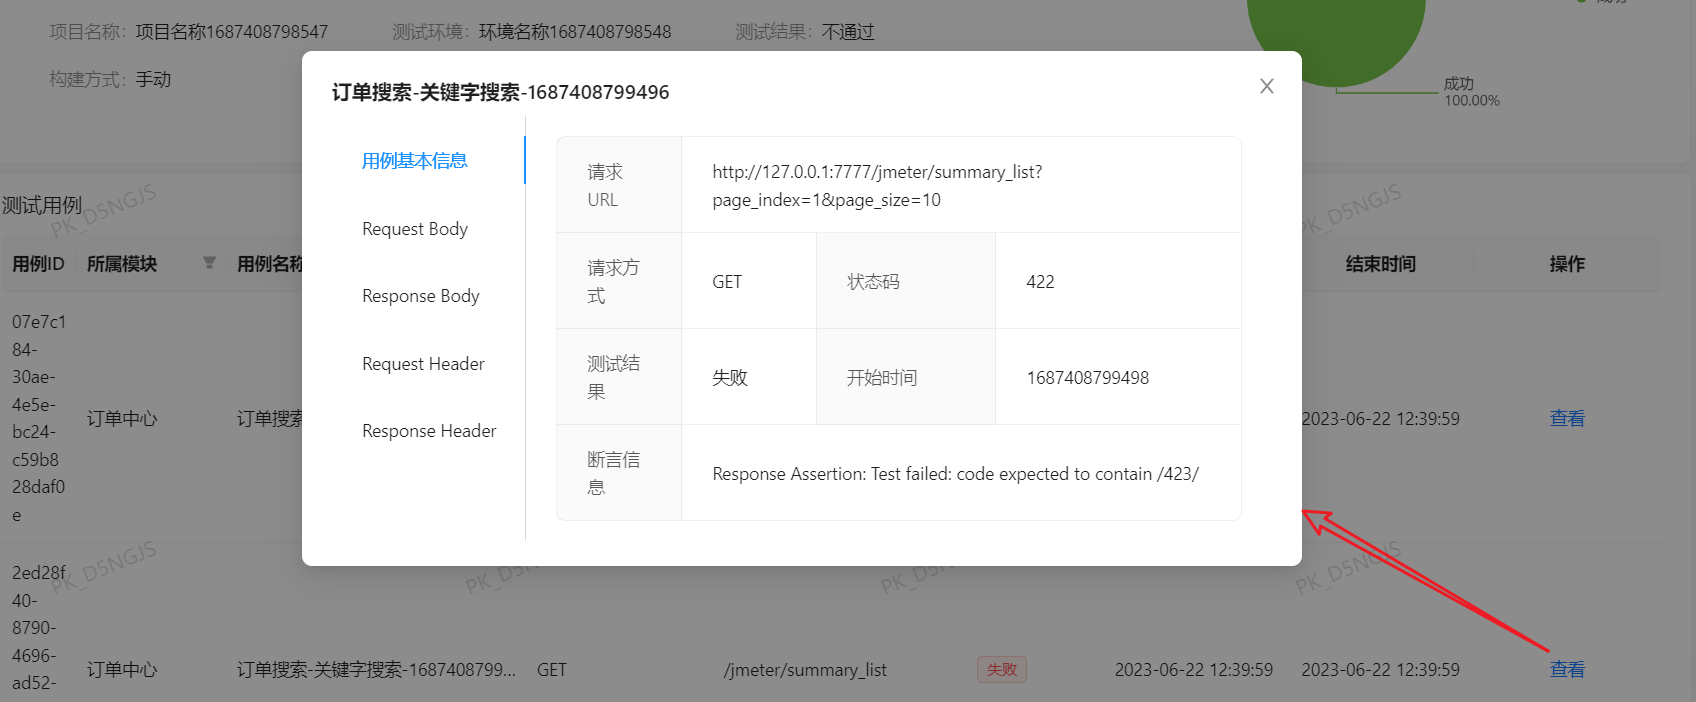 项目名称：项目名称1687408798547 测试环境：环境名称1687408798548 测试结果：不通过
构建方式：手动
成功
100.00%
订单搜索-关键字搜索-1687408799496
用例基本信息
Request Body
Response Body
Request Header
Response Header
请求
URL
http://127.0.0.1:7777/jmeter/summary_list?
page_index=1&page_size=10
请求方
式
GET
状态码
422
测试结
果
失败
开始时间
1687408799498
断言信
息
Response Assertion: Test failed: code expected to contain /423/
测试用例
PK_D5NGJS
PK_D5NGJS
用例ID 所属模块 用例名称 结束时间 操作
07e7c1
84-
30ae-
4e5e-
bc24-
c59b8
28daf0
e
订单中心 订单搜索 2023-06-22 12:39:59 查看
PK_D5NGJS
PK_D5NGJS
2ed28f
40-
8790-
4696-
ad52-
订单中心 订单搜索-关键字搜索-1687408799... GET /jmeter/summary_list 失败 2023-06-22 12:39:59 2023-06-22 12:39:59 查看